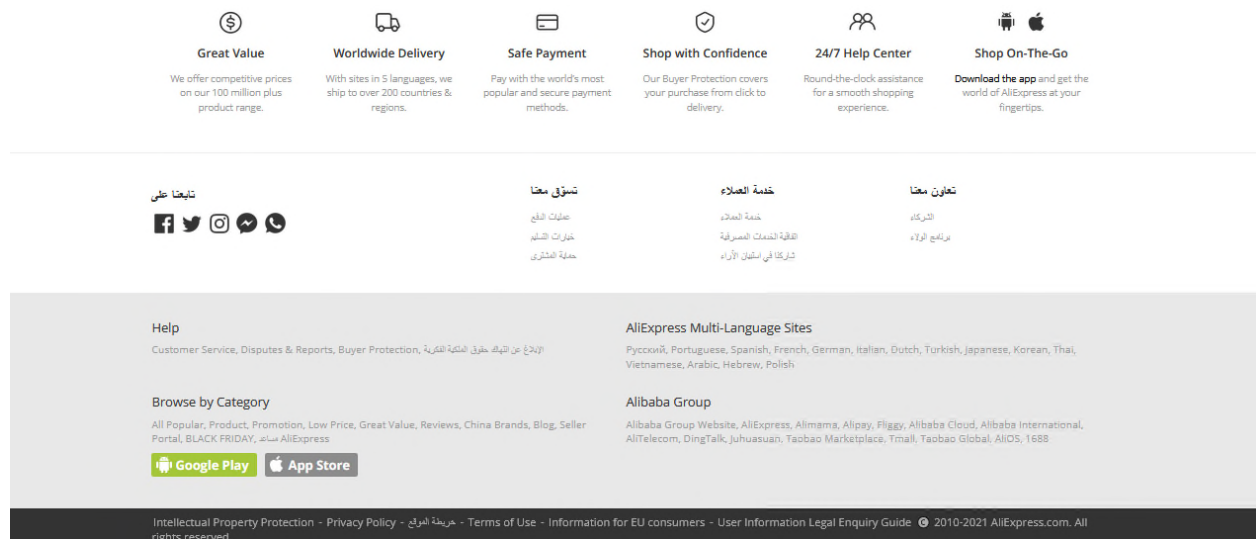 Great Value
We offer competitive prices
on our 100 million plus
product range.
Worldwide Delivery
With sites in 5 languages, we
ship to over 200 countries &
regions.
Safe Payment
Pay with the world's most
popular and secure payment
methods.
Shop with Confidence
Our Buyer Protection covers
your purchase from click to
delivery.
24/7 Help Center
Round-the-clock assistance
for a smooth shopping
experience.
Shop On-The-Go
Download the app and get the
world of AliExpress at your
fingertips.
تابعنا على
تسوّق معنا
عمليات الدفع
خيارات التسليم
حماية المشترى
خدمة العملاء
خدمة العملاء
اتفاقية الخدمات المصرفية
شاركنا في استبيان الأراء
تعاون معنا
الشركاء
برنامج الولاء
Help
Customer Service, Disputes & Reports, Buyer Protection, الإبلاغ عن انتهاك حقوق الملكية الفكرية
AliExpress Multi-Language Sites
Русский, Portuguese, Spanish, French, German, Italian, Dutch, Turkish, Japanese, Korean, Thai,
Vietnamese, Arabic, Hebrew, Polish
Browse by Category
All Popular, Product, Promotion, Low Price, Great Value, Reviews, China Brands, Blog, Seller
Portal, BLACK FRIDAY, مساعد AliExpress
Alibaba Group
Alibaba Group Website, AliExpress, Alimama, Alipay, Fliggy, Alibaba Cloud, Alibaba International,
AliTelecom, DingTalk, Juhuasuan, Taobao Marketplace, Tmall, Taobao Global, AliOS, 1688
Google Play
App Store
Intellectual Property Protection - Privacy Policy - خريطة الموقع - Terms of Use - Information for EU consumers - User Information Legal Enquiry Guide © 2010-2021 AliExpress.com. All
rights reserved